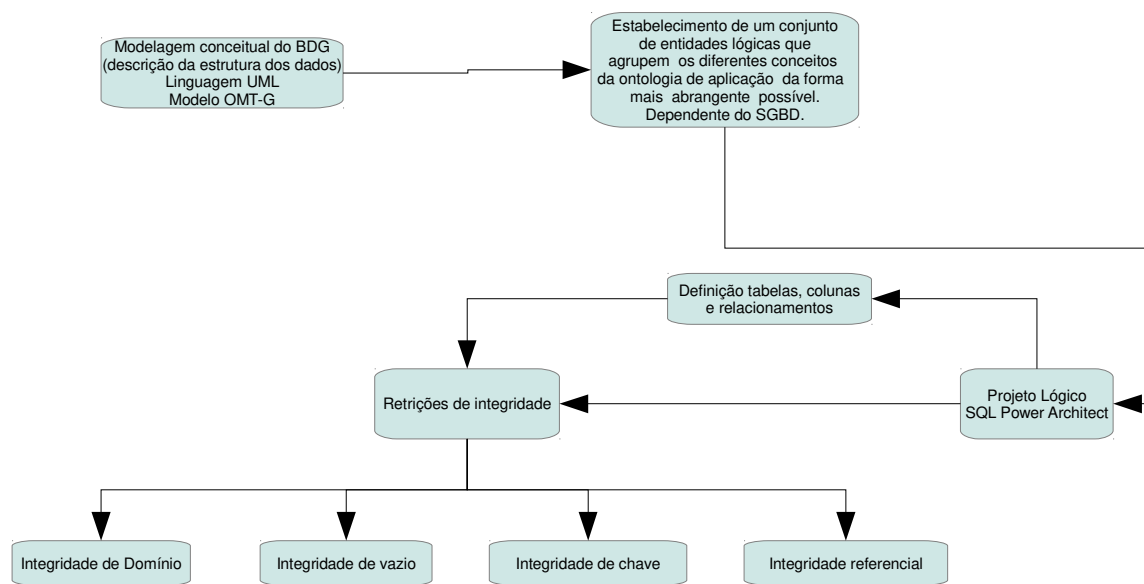 Modelagem conceitual do BDG
(descrição da estrutura dos dados)
Linguagem UML
Modelo OMT-G
Estabelecimento de um conjunto
de entidades lógicas que
agrupem os diferentes conceitos
da ontologia de aplicação da forma
mais abrangente possível.
Dependente do SGBD.
Definição tabelas, colunas
e relacionamentos
Retrições de integridade
Projeto Lógico
SQL Power Architect
Integridade de Domínio
Integridade de vazio
Integridade de chave
Integridade referencial